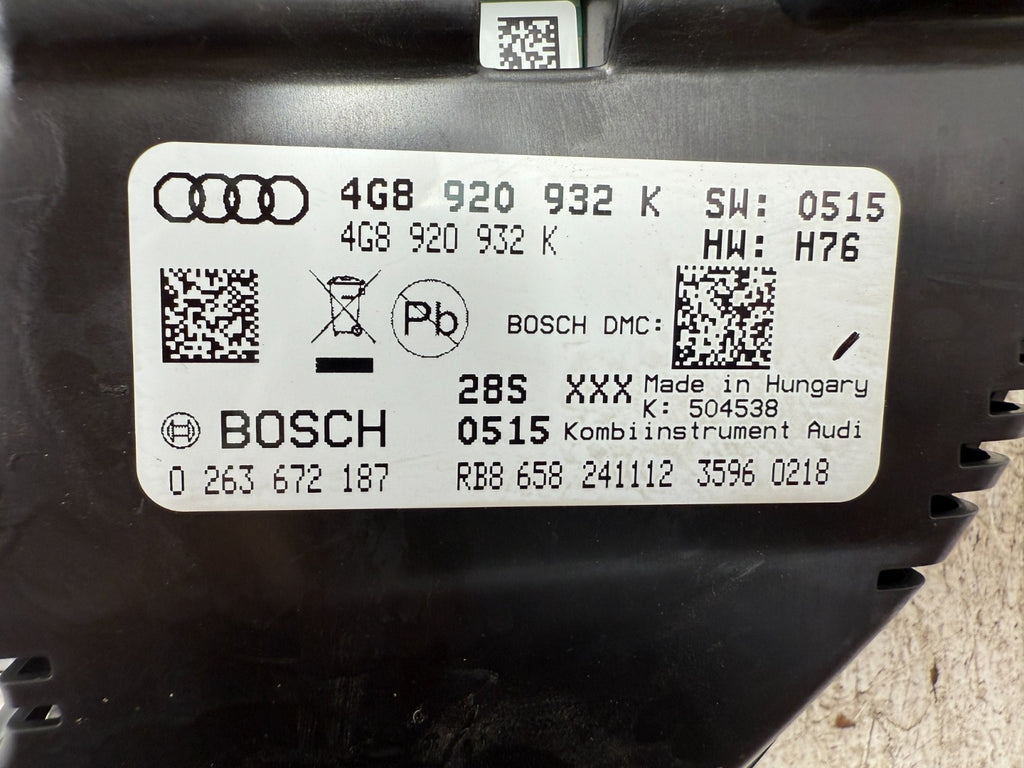 4G8 920 932 K SW: 0515
4G8 920 932 K HW: H76
Pb
BOSCH DMC:
28S XXX Made in Hungary
K: 504538
BOSCH 0515 Kombiinstrument Audi
0 263 672 187 RB8 658 241112 3596 0218